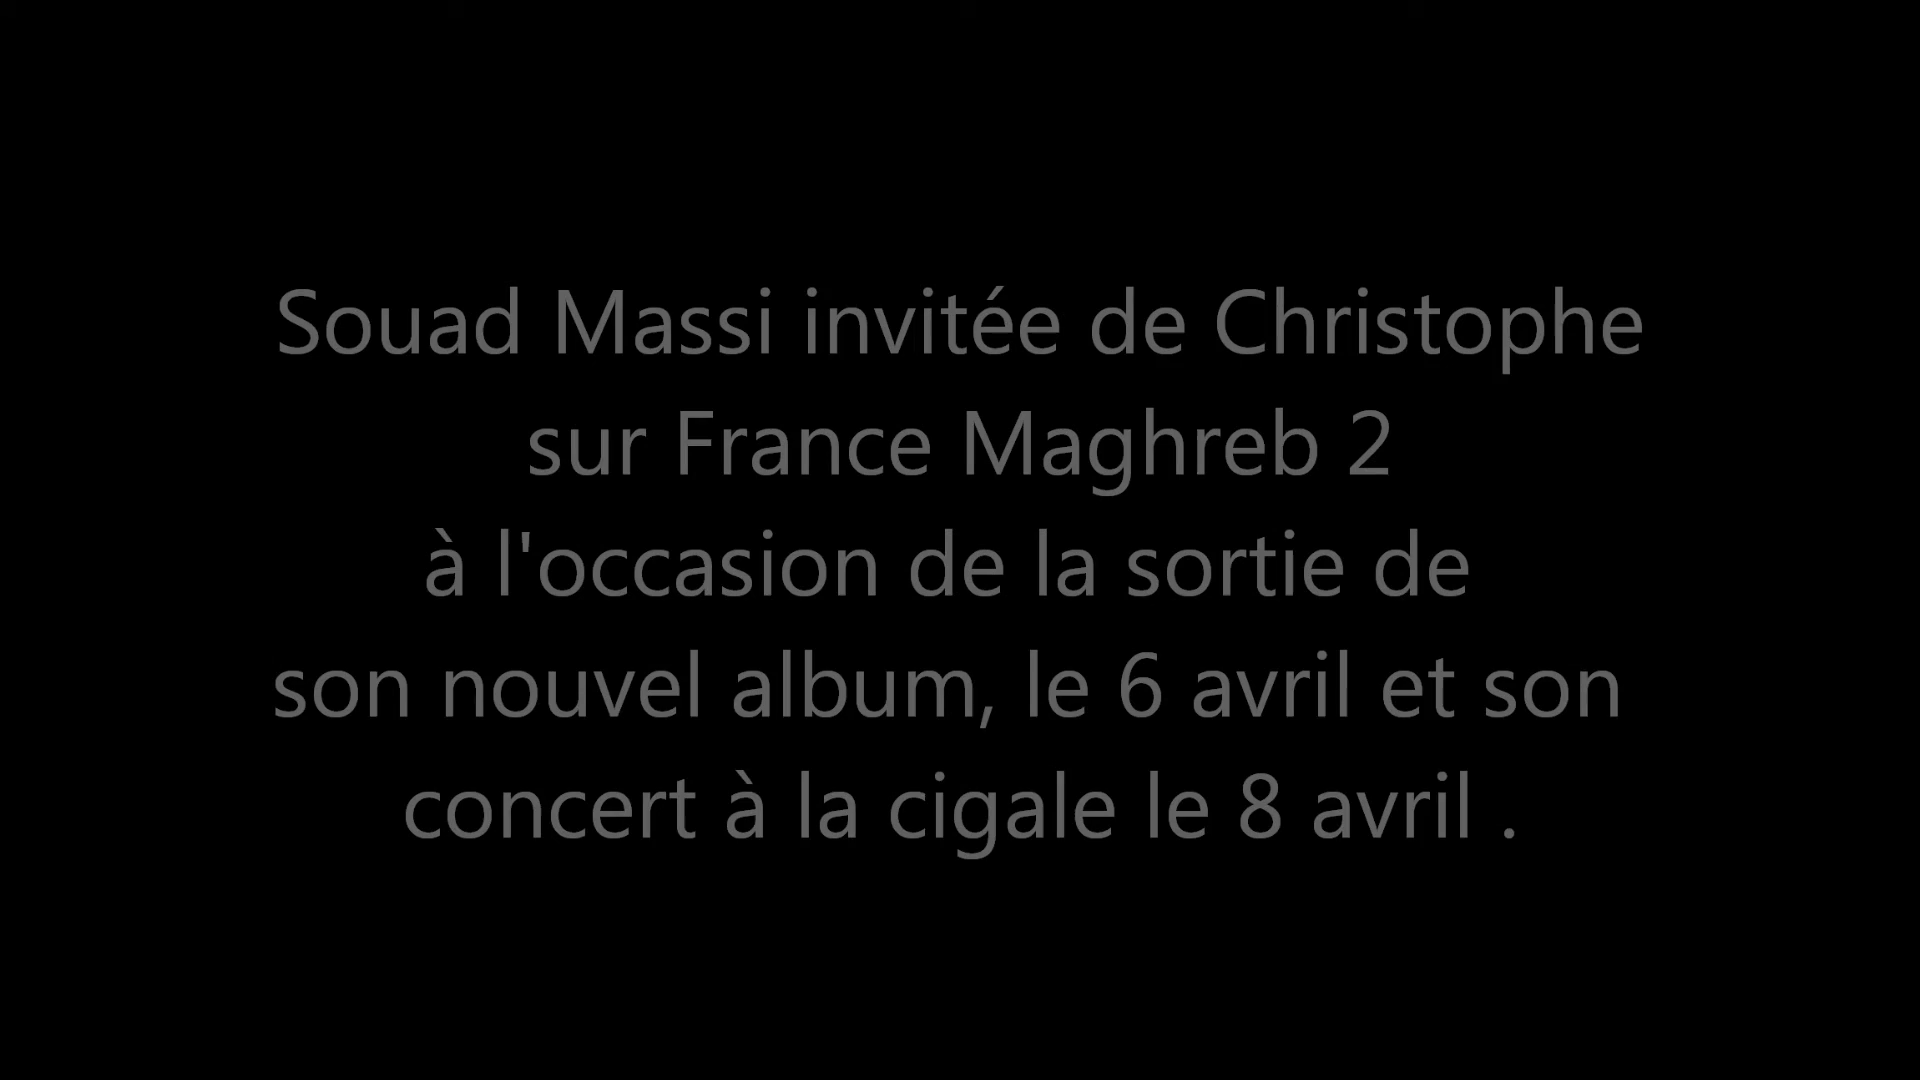 Souad Massi invitée de Christophe
sur France Maghreb 2
à l'occasion de la sortie de
son nouvel album, le 6 avril et son
concert à la cigale le 8 avril .